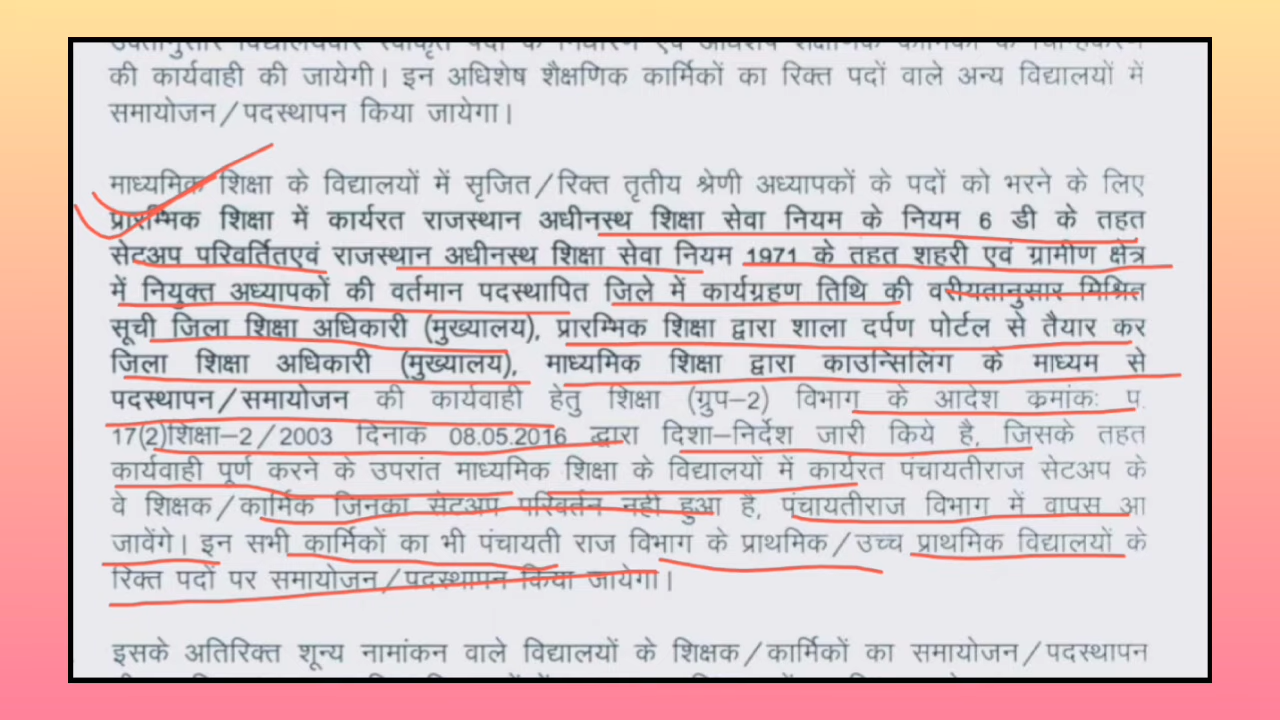 की कार्यवाही की जायेगी। इन अधिशेष शैक्षणिक कार्मिकों का रिक्त पदों वाले अन्य विद्यालयों में
समायोजन/पदस्थापन किया जायेगा।
माध्यमिक शिक्षा के विद्यालयों में सृजित/रिक्त तृतीय श्रेणी अध्यापकों के पदों को भरने के लिए
प्रारम्भिक शिक्षा में कार्यरत राजस्थान अधीनस्थ शिक्षा सेवा नियम के नियम 6 डी के तहत
सेटअप परिवर्तितएवं राजस्थान अधीनस्थ शिक्षा सेवा नियम 1971 के तहत शहरी एवं ग्रामीण क्षेत्र
में नियुक्त अध्यापकों की वर्तमान पदस्थापित जिले में कार्यग्रहण तिथि की वरीयतानुसार मिश्रित
सूची जिला शिक्षा अधिकारी (मुख्यालय), प्रारम्भिक शिक्षा द्वारा शाला दर्पण पोर्टल से तैयार कर
जिला शिक्षा अधिकारी (मुख्यालय), माध्यमिक शिक्षा द्वारा काउन्सिलिंग के माध्यम से
पदस्थापन/समायोजन की कार्यवाही हेतु शिक्षा (ग्रुप-2) विभाग के आदेश क्रमांकः प.
17(2)शिक्षा-2/2003 दिनांक 08.05.2016 द्वारा दिशा-निर्देश जारी किये है, जिसके तहत
कार्यवाही पूर्ण करने के उपरांत माध्यमिक शिक्षा के विद्यालयों में कार्यरत पंचायतीराज सेटअप के
वे शिक्षक/कार्मिक जिनका सेटअप परिवर्तन नही हुआ है, पंचायतीराज विभाग में वापस आ
जावेंगे। इन सभी कार्मिकों का भी पंचायती राज विभाग के प्राथमिक/उच्च प्राथमिक विद्यालयों के
रिक्त पदों पर समायोजन/पदस्थापन किया जायेगा।
इसके अतिरिक्त शून्य नामांकन वाले विद्यालयों के शिक्षक/कार्मिकों का समायोजन/पदस्थापन